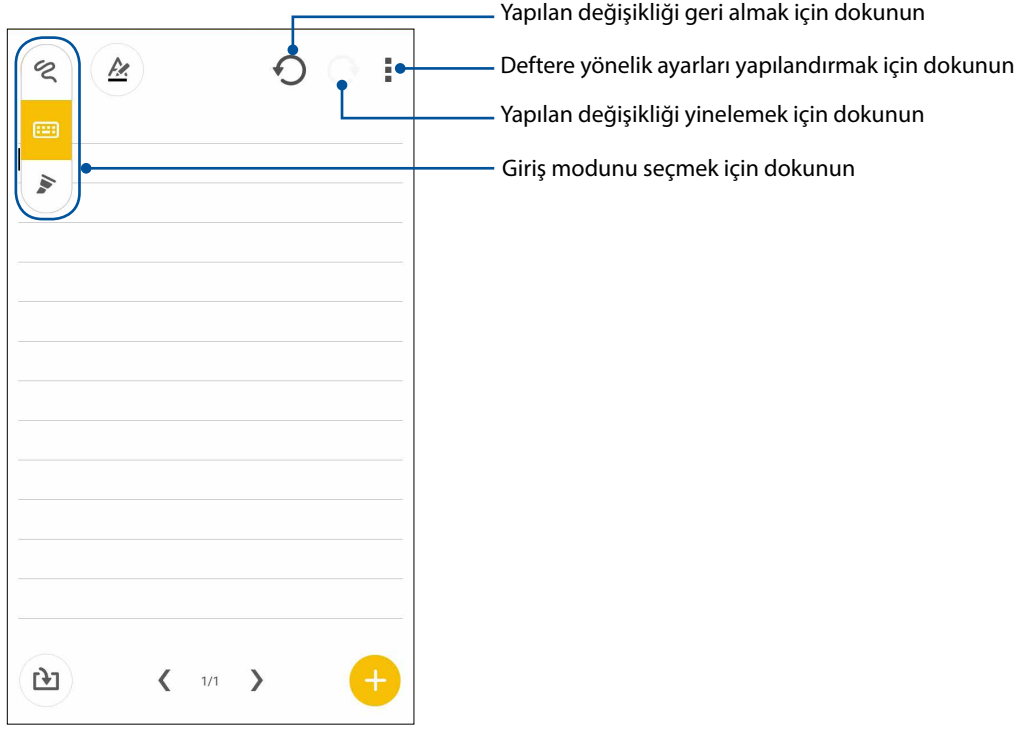 Yapılan değişikliği geri almak için dokunun
Deftere yönelik ayarları yapılandırmak için dokunun
Yapılan değişikliği yinelemek için dokunun
Giriş modunu seçmek için dokunun
1/1